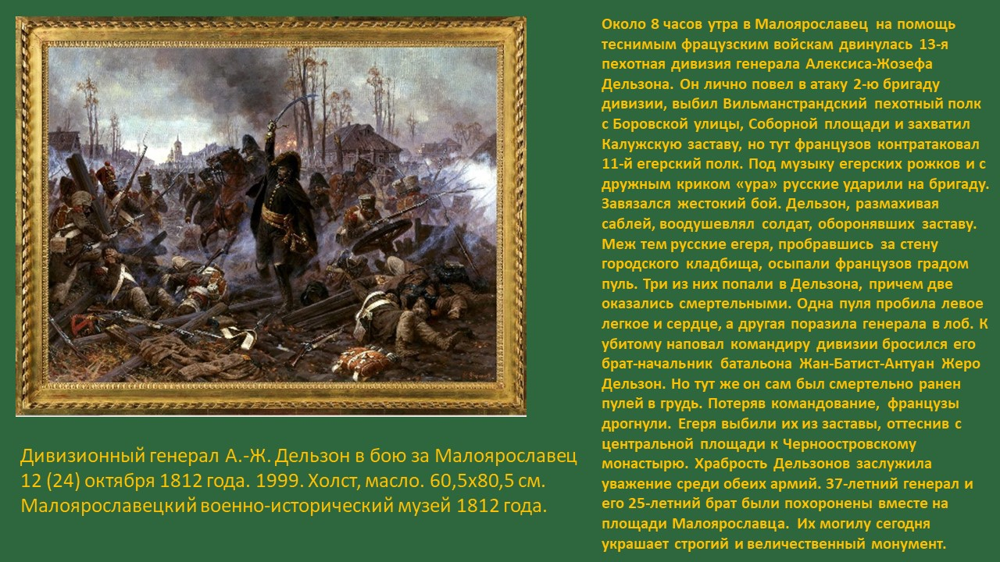 Около 8 часов утра в Малоярославец на помощь
теснимым фрацузским войскам двинулась 13-я
пехотная дивизия генерала Алексиса-Жозефа
Дельзона. Он лично повел в атаку 2-ю бригаду
дивизии, выбил Вильманстрандский пехотный полк
с Боровской улицы, Соборной площади и захватил
Калужскую заставу, но тут французов контратаковал
11-й егерский полк. Под музыку егерских рожков и с
дружным криком «ура» русские ударили на бригаду.
Завязался жестокий бой. Дельзон, размахивая
саблей, воодушевлял солдат, оборонявших заставу.
Меж тем русские егеря, пробравшись за стену
городского кладбища, осыпали французов градом
пуль. Три из них попали в Дельзона, причем две
оказались смертельными. Одна пуля пробила левое
легкое и сердце, а другая поразила генерала в лоб. К
убитому наповал командиру дивизии бросился его
брат-начальник батальона Жан-Батист-Антуан Жеро
Дельзон. Но тут же он сам был смертельно ранен
пулей в грудь. Потеряв командование, французы
дрогнули. Егеря выбили их из заставы, оттеснив с
центральной площади к Черноостровскому
монастырю. Храбрость Дельзонов заслужила
уважение среди обеих армий. 37-летний генерал и
его 25-летний брат были похоронены вместе на
площади Малоярославца. Их могилу сегодня
украшает строгий и величественный монумент.
Дивизионный генерал А.-Ж. Дельзон в бою за Малоярославец
12 (24) октября 1812 года. 1999. Холст, масло. 60,5х80,5 см.
Малоярославецкий военно-исторический музей 1812 года.